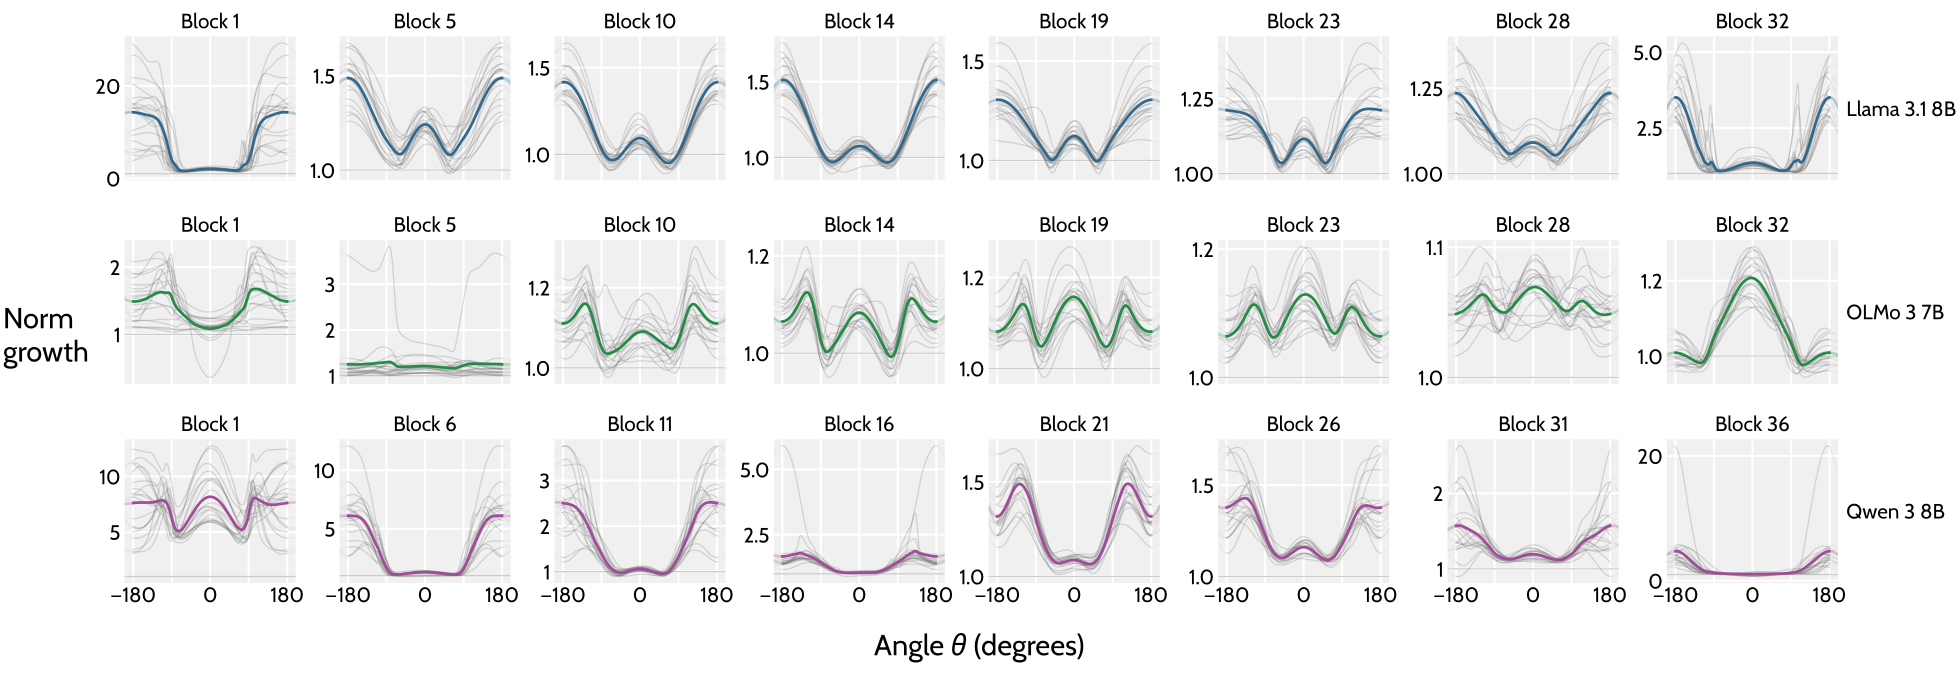 Block 1 Block 5 Block 10 Block 14 Block 19 Block 23 Block 28 Block 32
20 0
1.5 1.0
1.5 1.0
1.5 1.0
1.5 1.0
1.25 1.00
1.25 1.00
5.0 2.5
Llama 3.1 8B
Block 1 Block 5 Block 10 Block 14 Block 19 Block 23 Block 28 Block 32
2 1
3 2 1
1.2 1.0
1.2 1.0
1.2 1.0
1.2 1.0
1.1 1.0
1.2 1.0
OLMo 3 7B
Norm
growth
Block 1 Block 6 Block 11 Block 16 Block 21 Block 26 Block 31 Block 36
10 5
10 5
3 2 1
5.0 2.5
1.5 1.0
1.5 1.0
2 1
20 0
Qwen 3 8B
−180 0 180 −180 0 180 −180 0 180 −180 0 180 −180 0 180 −180 0 180 −180 0 180 −180 0 180
Angle θ (degrees)